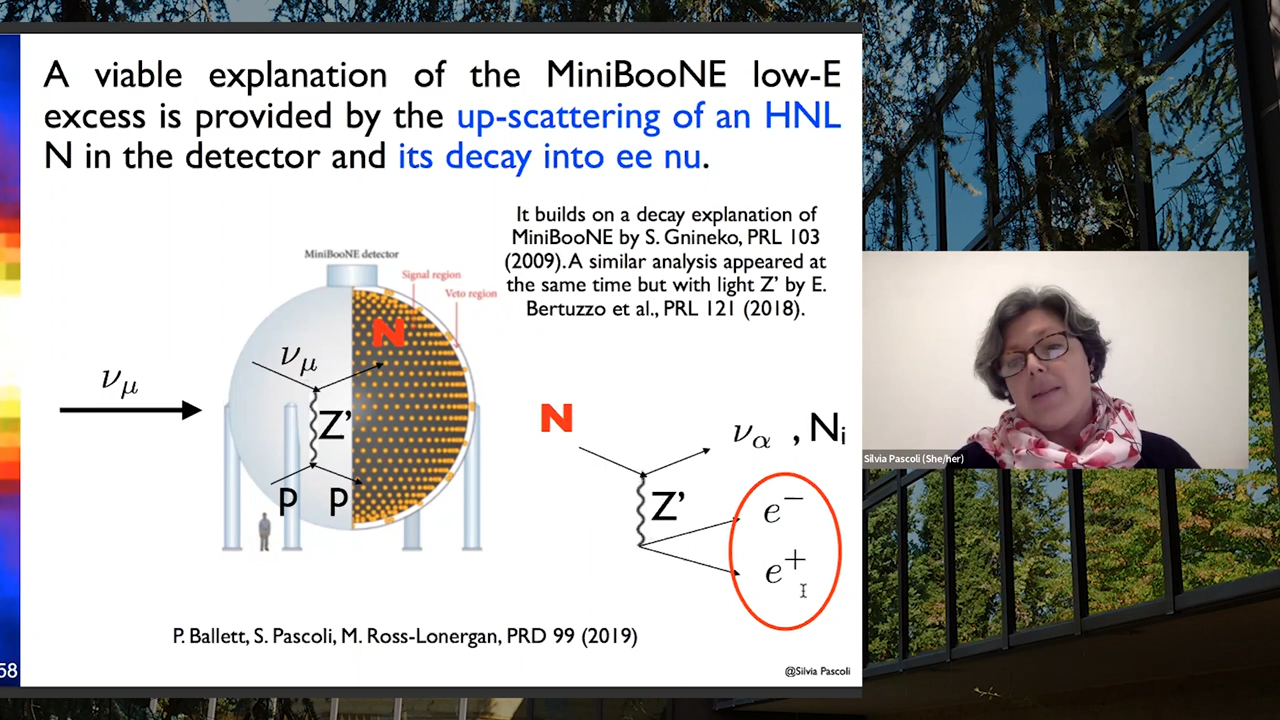 A viable explanation of the MiniBooNE low-E
excess is provided by the up-scattering of an HNL
N in the detector and its decay into ee nu.
It builds on a decay explanation of
MiniBooNE by S. Gnineko, PRL 103
(2009). A similar analysis appeared at
the same time but with light Z' by E.
Bertuzzo et al., PRL 121 (2018).
MiniBooNE detector
Signal region
Veto region
N
νμ
νμ
Z'
P P
N
να , Ni
Z'
e−
e+
P. Ballett, S. Pascoli, M. Ross-Lonergan, PRD 99 (2019)
58
@Silvia Pascoli
Silvia Pascoli (She/her)